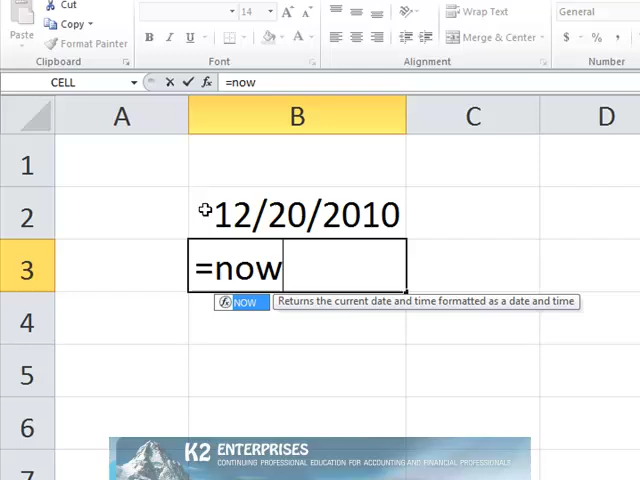 Cut
14
A A
Wrap Text
General
Paste
Copy
Format Painter
B I U
A
Merge & Center
$ % ,
Clipboard
Font
Alignment
Number
CELL
fx
=now
A B C D
1
2 12/20/2010
3 =now
fx NOW
Returns the current date and time formatted as a date and time
4
5
6
7
K2 ENTERPRISES
CONTINUING PROFESSIONAL EDUCATION FOR ACCOUNTING AND FINANCIAL PROFESSIONALS